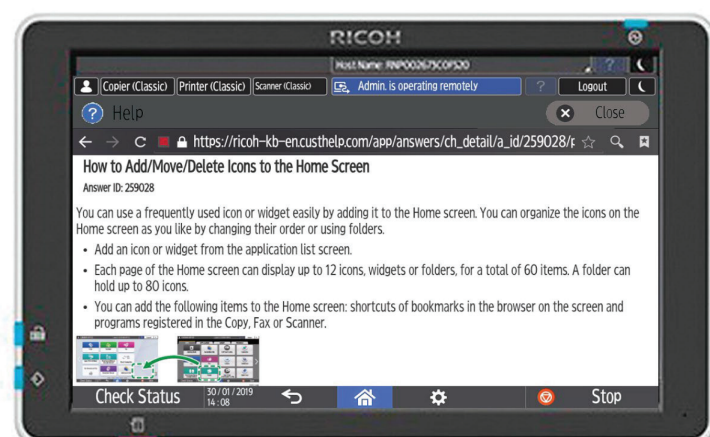 RICOH
Host Name: RNP002673C0F520
?
Copier (Classic) Printer (Classic) Scanner (Classic) Admin. is operating remotely ? Logout
? Help Close
https://ricoh-kb-en.custhelp.com/app/answers/ch_detail/a_id/259028/p
How to Add/Move/Delete Icons to the Home Screen
Answer ID: 259028
You can use a frequently used icon or widget easily by adding it to the Home screen. You can organize the icons on the
Home screen as you like by changing their order or using folders.
• Add an icon or widget from the application list screen.
• Each page of the Home screen can display up to 12 icons, widgets or folders, for a total of 60 items. A folder can
hold up to 80 icons.
• You can add the following items to the Home screen: shortcuts of bookmarks in the browser on the screen and
programs registered in the Copy, Fax or Scanner.
Check Status 30 / 01 / 2019 Stop
14 : 08